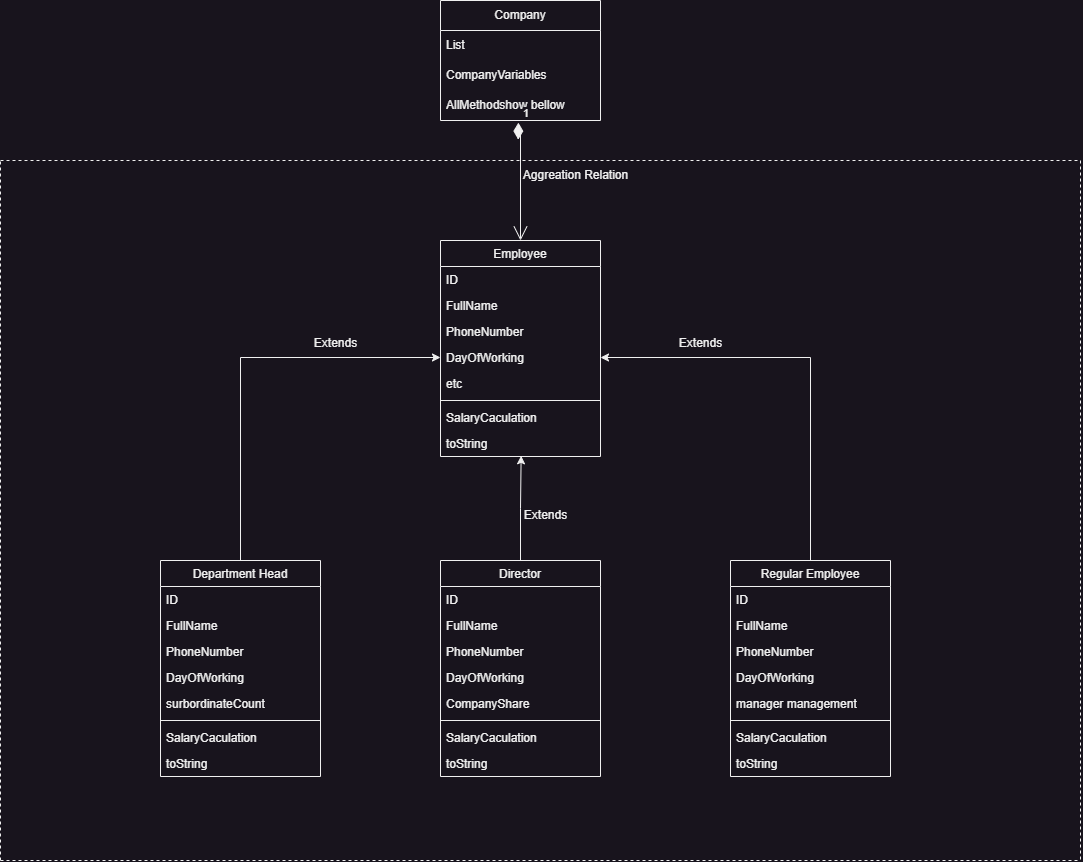 Company
List
CompanyVariables
AllMethodshow bellow
1
Aggreation Relation
Employee
ID
FullName
PhoneNumber
DayOfWorking
etc
SalaryCaculation
toString
Extends
Extends
Extends
Department Head
ID
FullName
PhoneNumber
DayOfWorking
surbordinateCount
SalaryCaculation
toString
Director
ID
FullName
PhoneNumber
DayOfWorking
CompanyShare
SalaryCaculation
toString
Regular Employee
ID
FullName
PhoneNumber
DayOfWorking
manager management
SalaryCaculation
toString